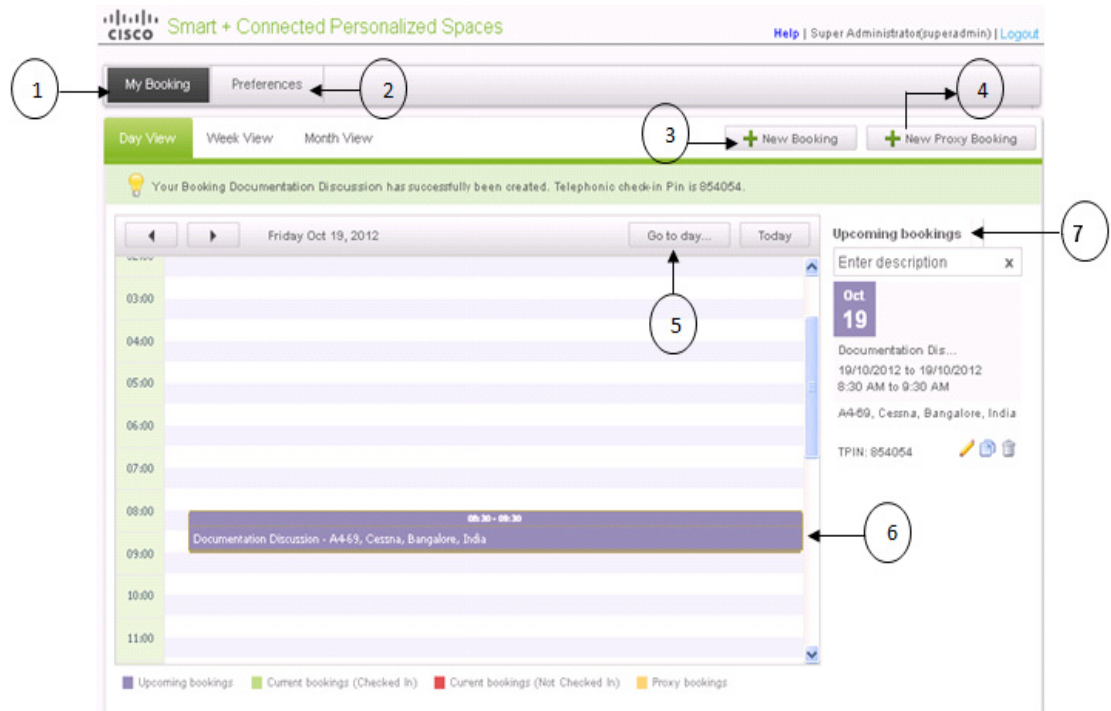 CISCO Smart + Connected Personalized Spaces
Help | Super Administrator(superadmin) | Logout
1
My Booking
Preferences
2
4
Day View
Week View
Month View
3
New Booking
New Proxy Booking
Your Booking Documentation Discussion has successfully been created. Telephonic check-in Pin is 854054.
Friday Oct 19, 2012
Go to day...
Today
Upcoming bookings
7
Enter description x
02:00
03:00
04:00
05:00
06:00
07:00
08:00
09:00
10:00
11:00
5
08:30 - 09:30
Documentation Discussion - A4-69, Cessna, Bangalore, India
6
Oct
19
Documentation Dis...
19/10/2012 to 19/10/2012
8:30 AM to 9:30 AM
A4-69, Cessna, Bangalore, India
TPIN: 854054
Upcoming bookings
Current bookings (Checked In)
Curent bookings (Not Checked In)
Proxy bookings